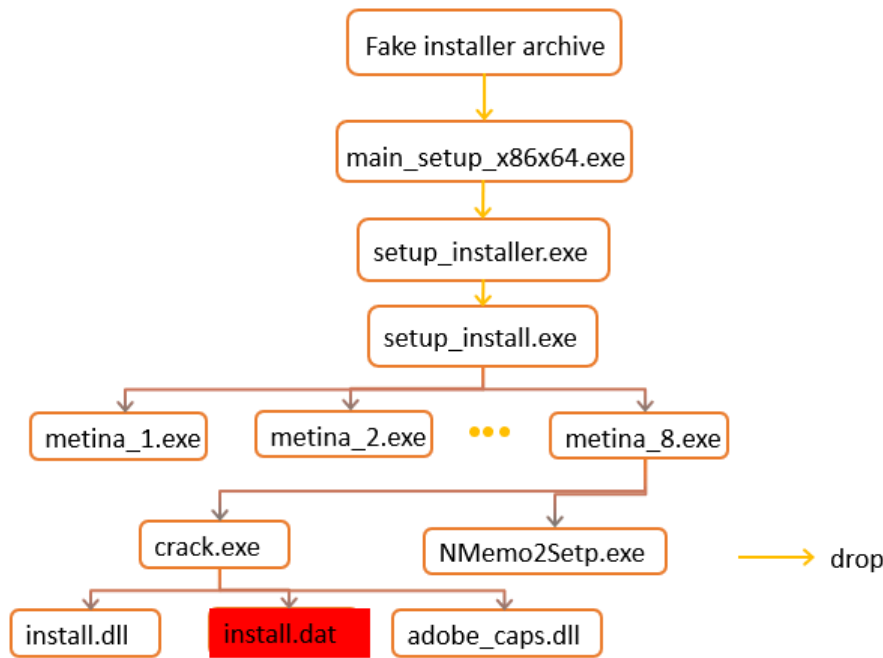 Fake installer archive
main_setup_x86x64.exe
setup_installer.exe
setup_install.exe
metina_1.exe
metina_2.exe
metina_8.exe
crack.exe
NMemo2Setp.exe
drop
install.dll
install.dat
adobe_caps.dll